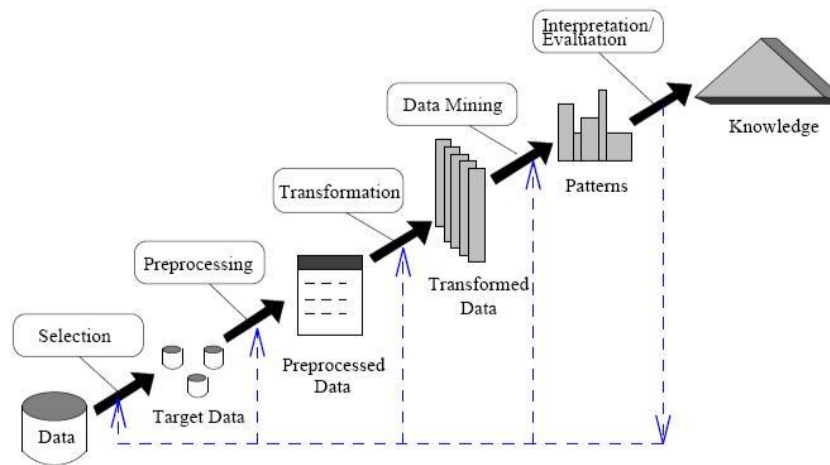 Interpretation/
Evaluation
Data Mining
Knowledge
Transformation
Patterns
Preprocessing
Transformed
Data
Selection
Preprocessed
Data
Target Data
Data